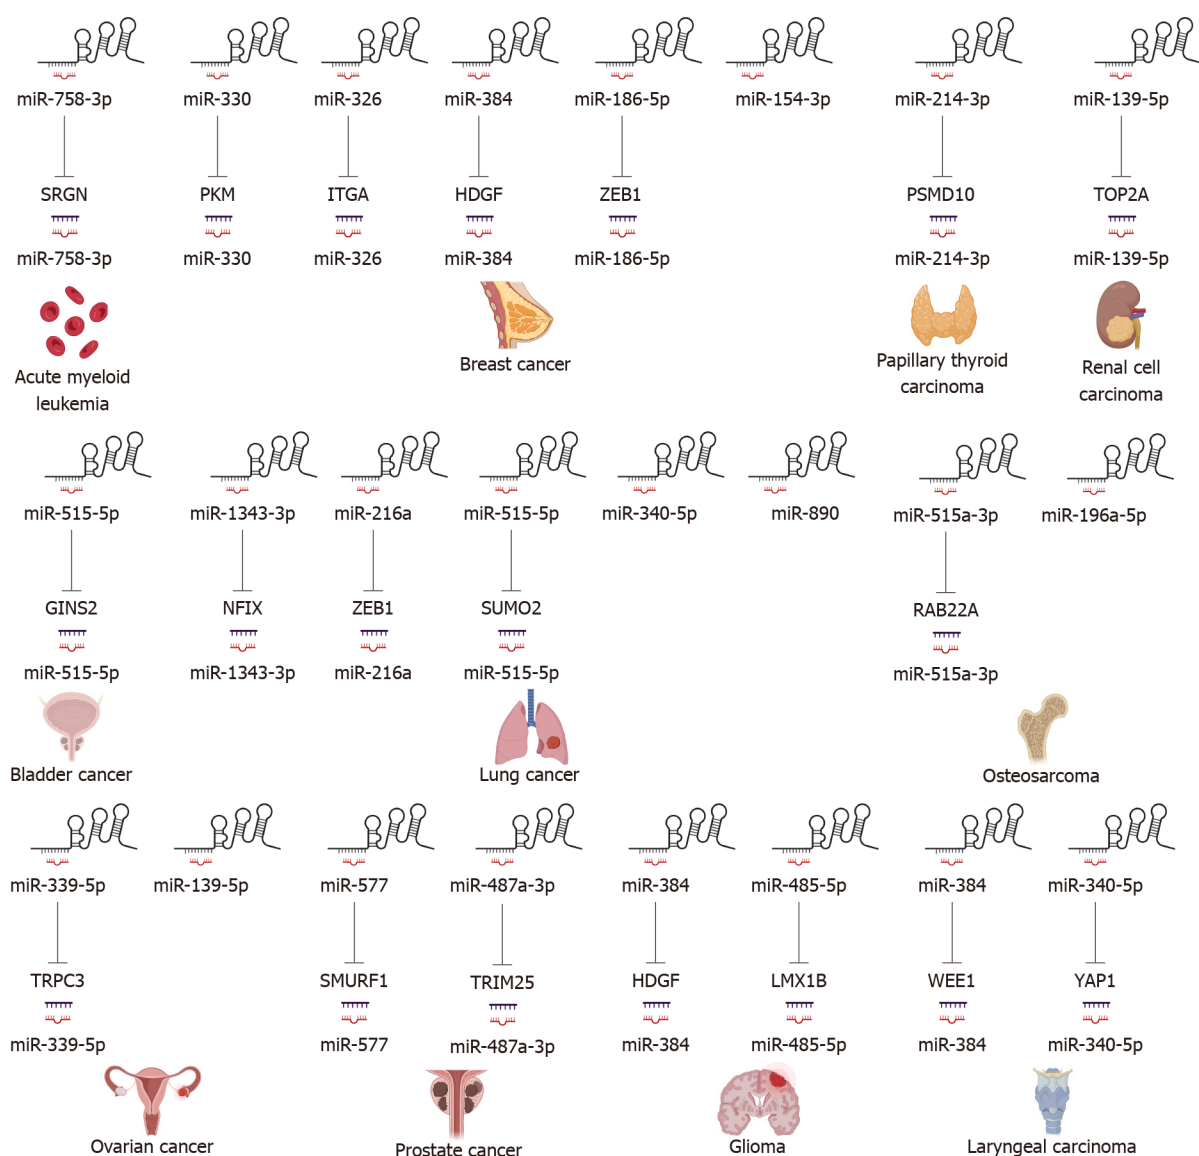 miR-758-3p
miR-330
miR-326
miR-384
miR-186-5p
miR-154-3p
miR-214-3p
miR-139-5p
SRGN
PKM
ITGA
HDGF
ZEB1
PSMD10
TOP2A
miR-758-3p
miR-330
miR-326
miR-384
miR-186-5p
miR-214-3p
miR-139-5p
Acute myeloid
leukemia
Breast cancer
Papillary thyroid
carcinoma
Renal cell
carcinoma
miR-515-5p
miR-1343-3p
miR-216a
miR-515-5p
miR-340-5p
miR-890
miR-515a-3p
miR-196a-5p
GINS2
NFIX
ZEB1
SUMO2
RAB22A
miR-515-5p
miR-1343-3p
miR-216a
miR-515-5p
miR-515a-3p
Bladder cancer
Lung cancer
Osteosarcoma
miR-339-5p
miR-139-5p
miR-577
miR-487a-3p
miR-384
miR-485-5p
miR-384
miR-340-5p
TRPC3
SMURF1
TRIM25
HDGF
LMX1B
WEE1
YAP1
miR-339-5p
miR-577
miR-487a-3p
miR-384
miR-485-5p
miR-384
miR-340-5p
Ovarian cancer
Prostate cancer
Glioma
Laryngeal carcinoma